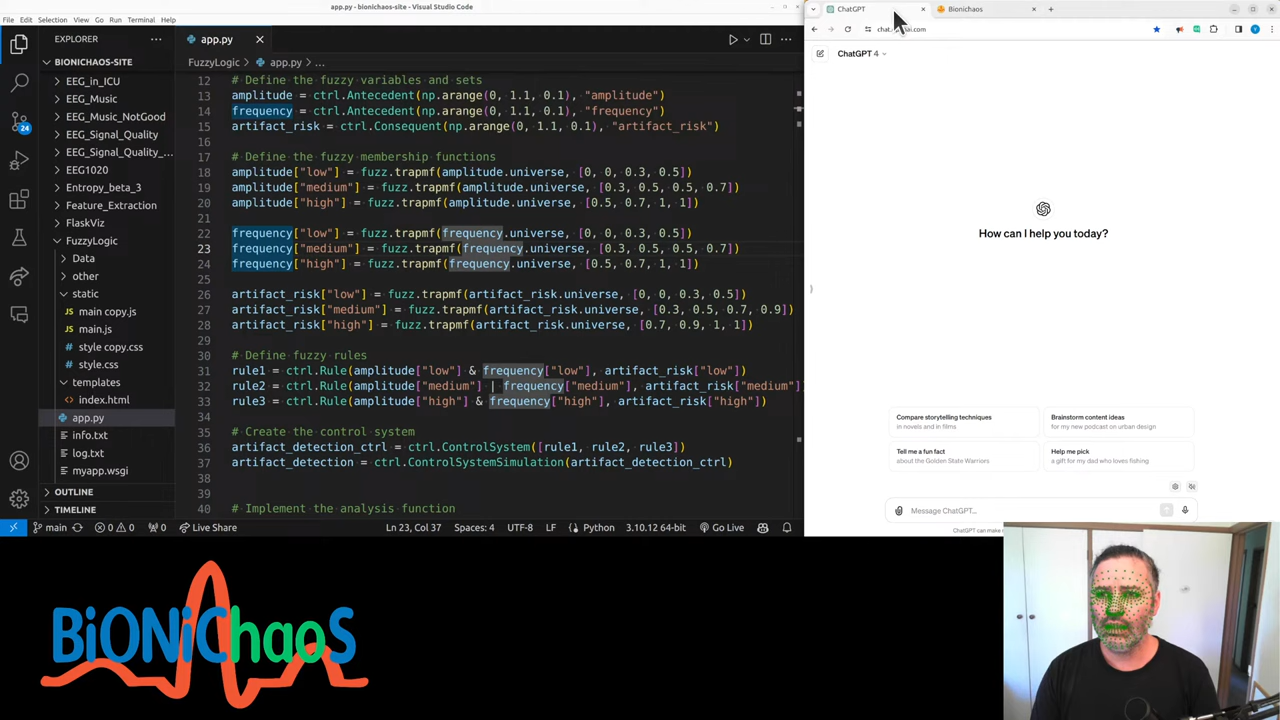 app.py - bionichaos-site - Visual Studio Code
File Edit Selection View Go Run Terminal Help
EXPLORER
BIONICHAOS-SITE
EEG_in_ICU
EEG_Music
EEG_Music_NotGood
EEG_Signal_Quality
EEG_Signal_Quality_...
EEG1020
Entropy_beta_3
Feature_Extraction
FlaskViz
FuzzyLogic
Data
other
static
main copy.js
main.js
style copy.css
style.css
templates
index.html
app.py
info.txt
log.txt
myapp.wsgi
OUTLINE
TIMELINE
24
app.py
FuzzyLogic > app.py > ...
12 # Define the fuzzy variables and sets
13 amplitude = ctrl.Antecedent(np.arange(0, 1.1, 0.1), "amplitude")
14 frequency = ctrl.Antecedent(np.arange(0, 1.1, 0.1), "frequency")
15 artifact_risk = ctrl.Consequent(np.arange(0, 1.1, 0.1), "artifact_risk")
16
17 # Define the fuzzy membership functions
18 amplitude["low"] = fuzz.trapmf(amplitude.universe, [0, 0, 0.3, 0.5])
19 amplitude["medium"] = fuzz.trapmf(amplitude.universe, [0.3, 0.5, 0.5, 0.7])
20 amplitude["high"] = fuzz.trapmf(amplitude.universe, [0.5, 0.7, 1, 1])
21
22 frequency["low"] = fuzz.trapmf(frequency.universe, [0, 0, 0.3, 0.5])
23 frequency["medium"] = fuzz.trapmf(frequency.universe, [0.3, 0.5, 0.5, 0.7])
24 frequency["high"] = fuzz.trapmf(frequency.universe, [0.5, 0.7, 1, 1])
25
26 artifact_risk["low"] = fuzz.trapmf(artifact_risk.universe, [0, 0, 0.3, 0.5])
27 artifact_risk["medium"] = fuzz.trapmf(artifact_risk.universe, [0.3, 0.5, 0.7, 0.9])
28 artifact_risk["high"] = fuzz.trapmf(artifact_risk.universe, [0.7, 0.9, 1, 1])
29
30 # Define fuzzy rules
31 rule1 = ctrl.Rule(amplitude["low"] & frequency["low"], artifact_risk["low"])
32 rule2 = ctrl.Rule(amplitude["medium"] | frequency["medium"], artifact_risk["medium"]
33 rule3 = ctrl.Rule(amplitude["high"] & frequency["high"], artifact_risk["high"])
34
35 # Create the control system
36 artifact_detection_ctrl = ctrl.ControlSystem([rule1, rule2, rule3])
37 artifact_detection = ctrl.ControlSystemSimulation(artifact_detection_ctrl)
38
39
40 # Implement the analysis function
main 0 0 0 Live Share
Ln 23, Col 37 Spaces: 4 UTF-8 LF Python 3.10.12 64-bit Go Live
ChatGPT
Bionichaos
ChatGPT 4
How can I help you today?
Compare storytelling techniques
in novels and in films
Brainstorm content ideas
for my new podcast on urban design
Tell me a fun fact
about the Golden State Warriors
Help me pick
a gift for my dad who loves fishing
Message ChatGPT...
ChatGPT can make
BiONiChaoS